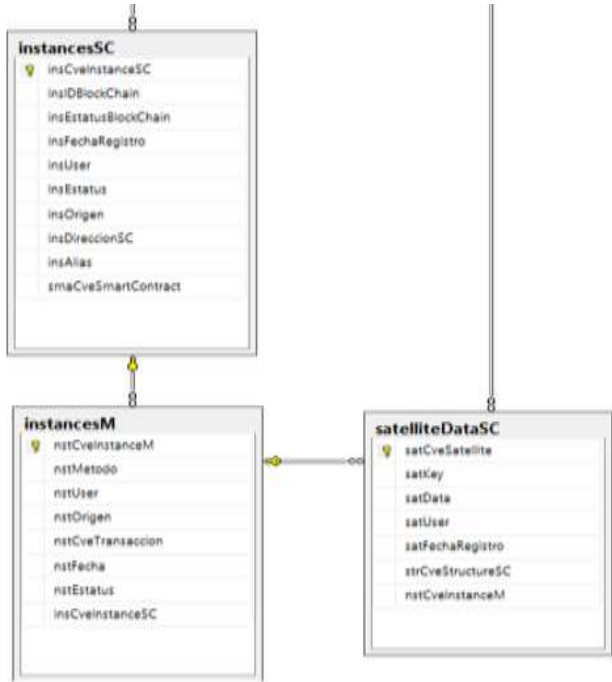 instancesSC
insCveInstanceSC
insIDBlockChain
insEstatusBlockChain
insFechaRegistro
insUser
insEstatus
insOrigen
insDireccionSC
insAlias
smaCveSmartContract
instancesM
nstCveInstanceM
nstMetodo
nstUser
nstOrigen
nstCveTransaccion
nstFecha
nstEstatus
insCveInstanceSC
satelliteDataSC
satCveSatellite
satKey
satData
satUser
satFechaRegistro
strCveStructureSC
nstCveInstanceM